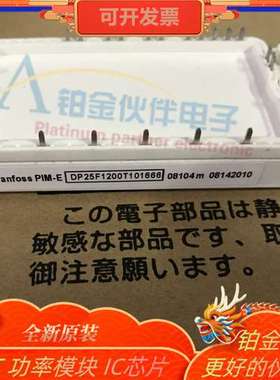 可开发票
铂金伙伴电子
Platinum partner electronic
anfoss PIM-E DP25F1200T101666 08104m 08142010
この電子部品は静
敏感な部品です、取
御注意願います。
全新原装
铂金
功率模块 IC芯片
更好的